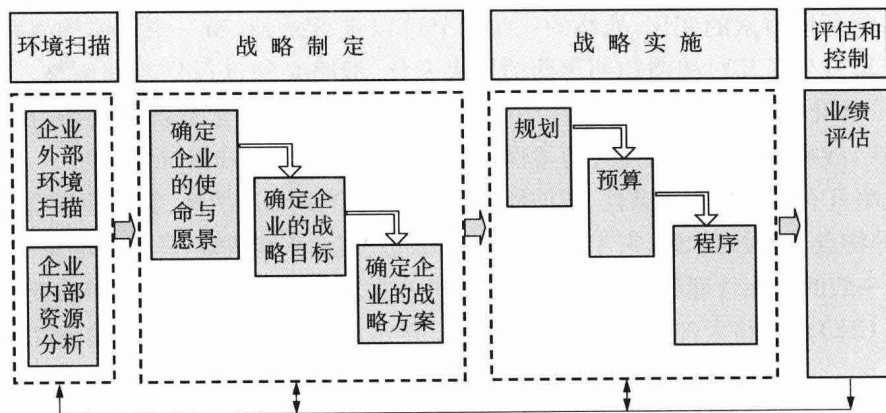 环境扫描
战略制定
战略实施
评估和
控制
企业
外部
环境
扫描
企业
内部
资源
分析
确定
企业
的使
命与
愿景
确定企
业的战
略目标
确定企
业的战
略方案
规划
预算
程序
业绩
评估